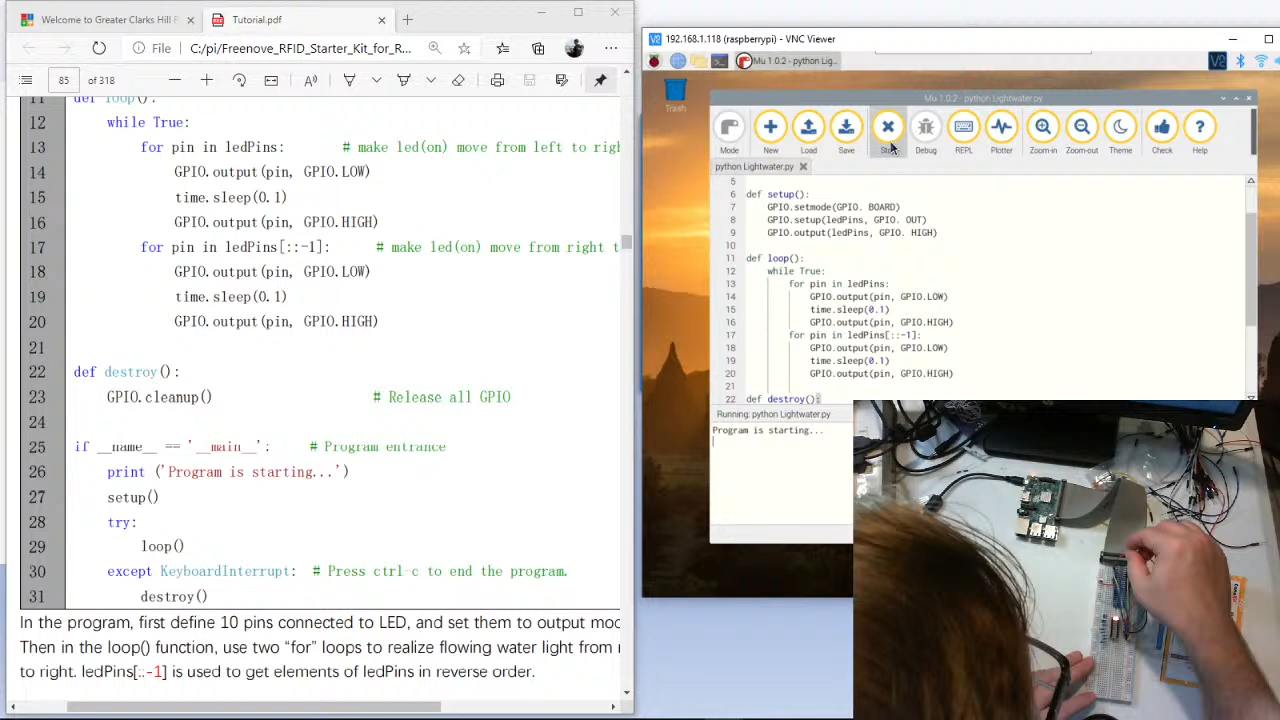 Welcome to Greater Clarks Hill R
Tutorial.pdf
File
C:/pi/Freenove_RFID_Starter_Kit_for_R...
85 of 318
11 def loop():
12 while True:
13 for pin in ledPins: # make led(on) move from left to righ
14 GPIO.output(pin, GPIO.LOW)
15 time.sleep(0.1)
16 GPIO.output(pin, GPIO.HIGH)
17 for pin in ledPins[::-1]: # make led(on) move from right t
18 GPIO.output(pin, GPIO.LOW)
19 time.sleep(0.1)
20 GPIO.output(pin, GPIO.HIGH)
21
22 def destroy():
23 GPIO.cleanup() # Release all GPIO
24
25 if __name__ == '__main__': # Program entrance
26 print ('Program is starting...')
27 setup()
28 try:
29 loop()
30 except KeyboardInterrupt: # Press ctrl-c to end the program.
31 destroy()
In the program, first define 10 pins connected to LED, and set them to output mod
Then in the loop() function, use two “for” loops to realize flowing water light from r
to right. ledPins[::-1] is used to get elements of ledPins in reverse order.
192.168.1.118 (raspberrypi) - VNC Viewer
Mu 1.0.2 - python Lig...
Trash
Mu 1.0.2 - python Lightwater.py
Mode New Load Save Stop Debug REPL Plotter Zoom-in Zoom-out Theme Check Help
python Lightwater.py
5
6 def setup():
7 GPIO.setmode(GPIO. BOARD)
8 GPIO.setup(ledPins, GPIO. OUT)
9 GPIO.output(ledPins, GPIO. HIGH)
10
11 def loop():
12 while True:
13 for pin in ledPins:
14 GPIO.output(pin, GPIO.LOW)
15 time.sleep(0.1)
16 GPIO.output(pin, GPIO.HIGH)
17 for pin in ledPins[::-1]:
18 GPIO.output(pin, GPIO.LOW)
19 time.sleep(0.1)
20 GPIO.output(pin, GPIO.HIGH)
21
22 def destroy():
Running: python Lightwater.py
Program is starting...